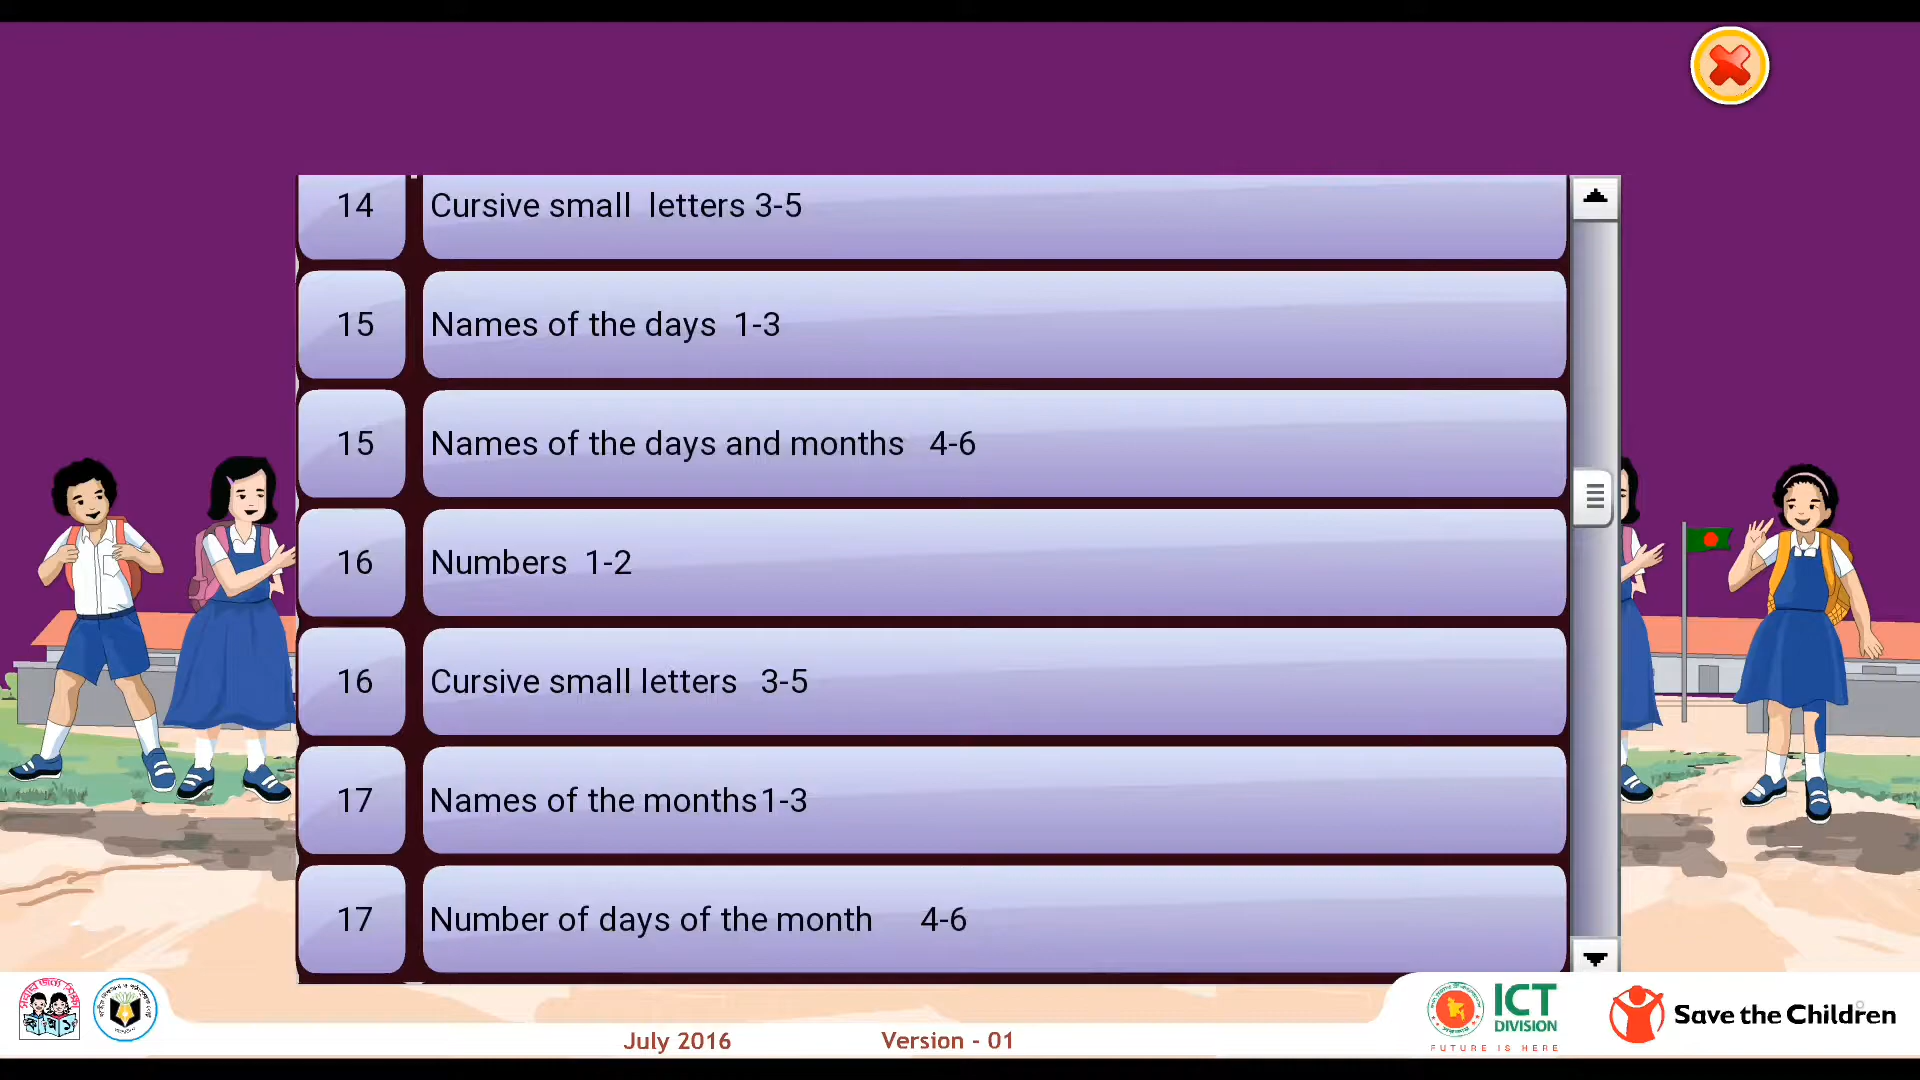 14 Cursive small letters 3-5
15 Names of the days 1-3
15 Names of the days and months 4-6
16 Numbers 1-2
16 Cursive small letters 3-5
17 Names of the months 1-3
17 Number of days of the month 4-6
July 2016 Version - 01
ICT
DIVISION
FUTURE IS HERE
Save the Children